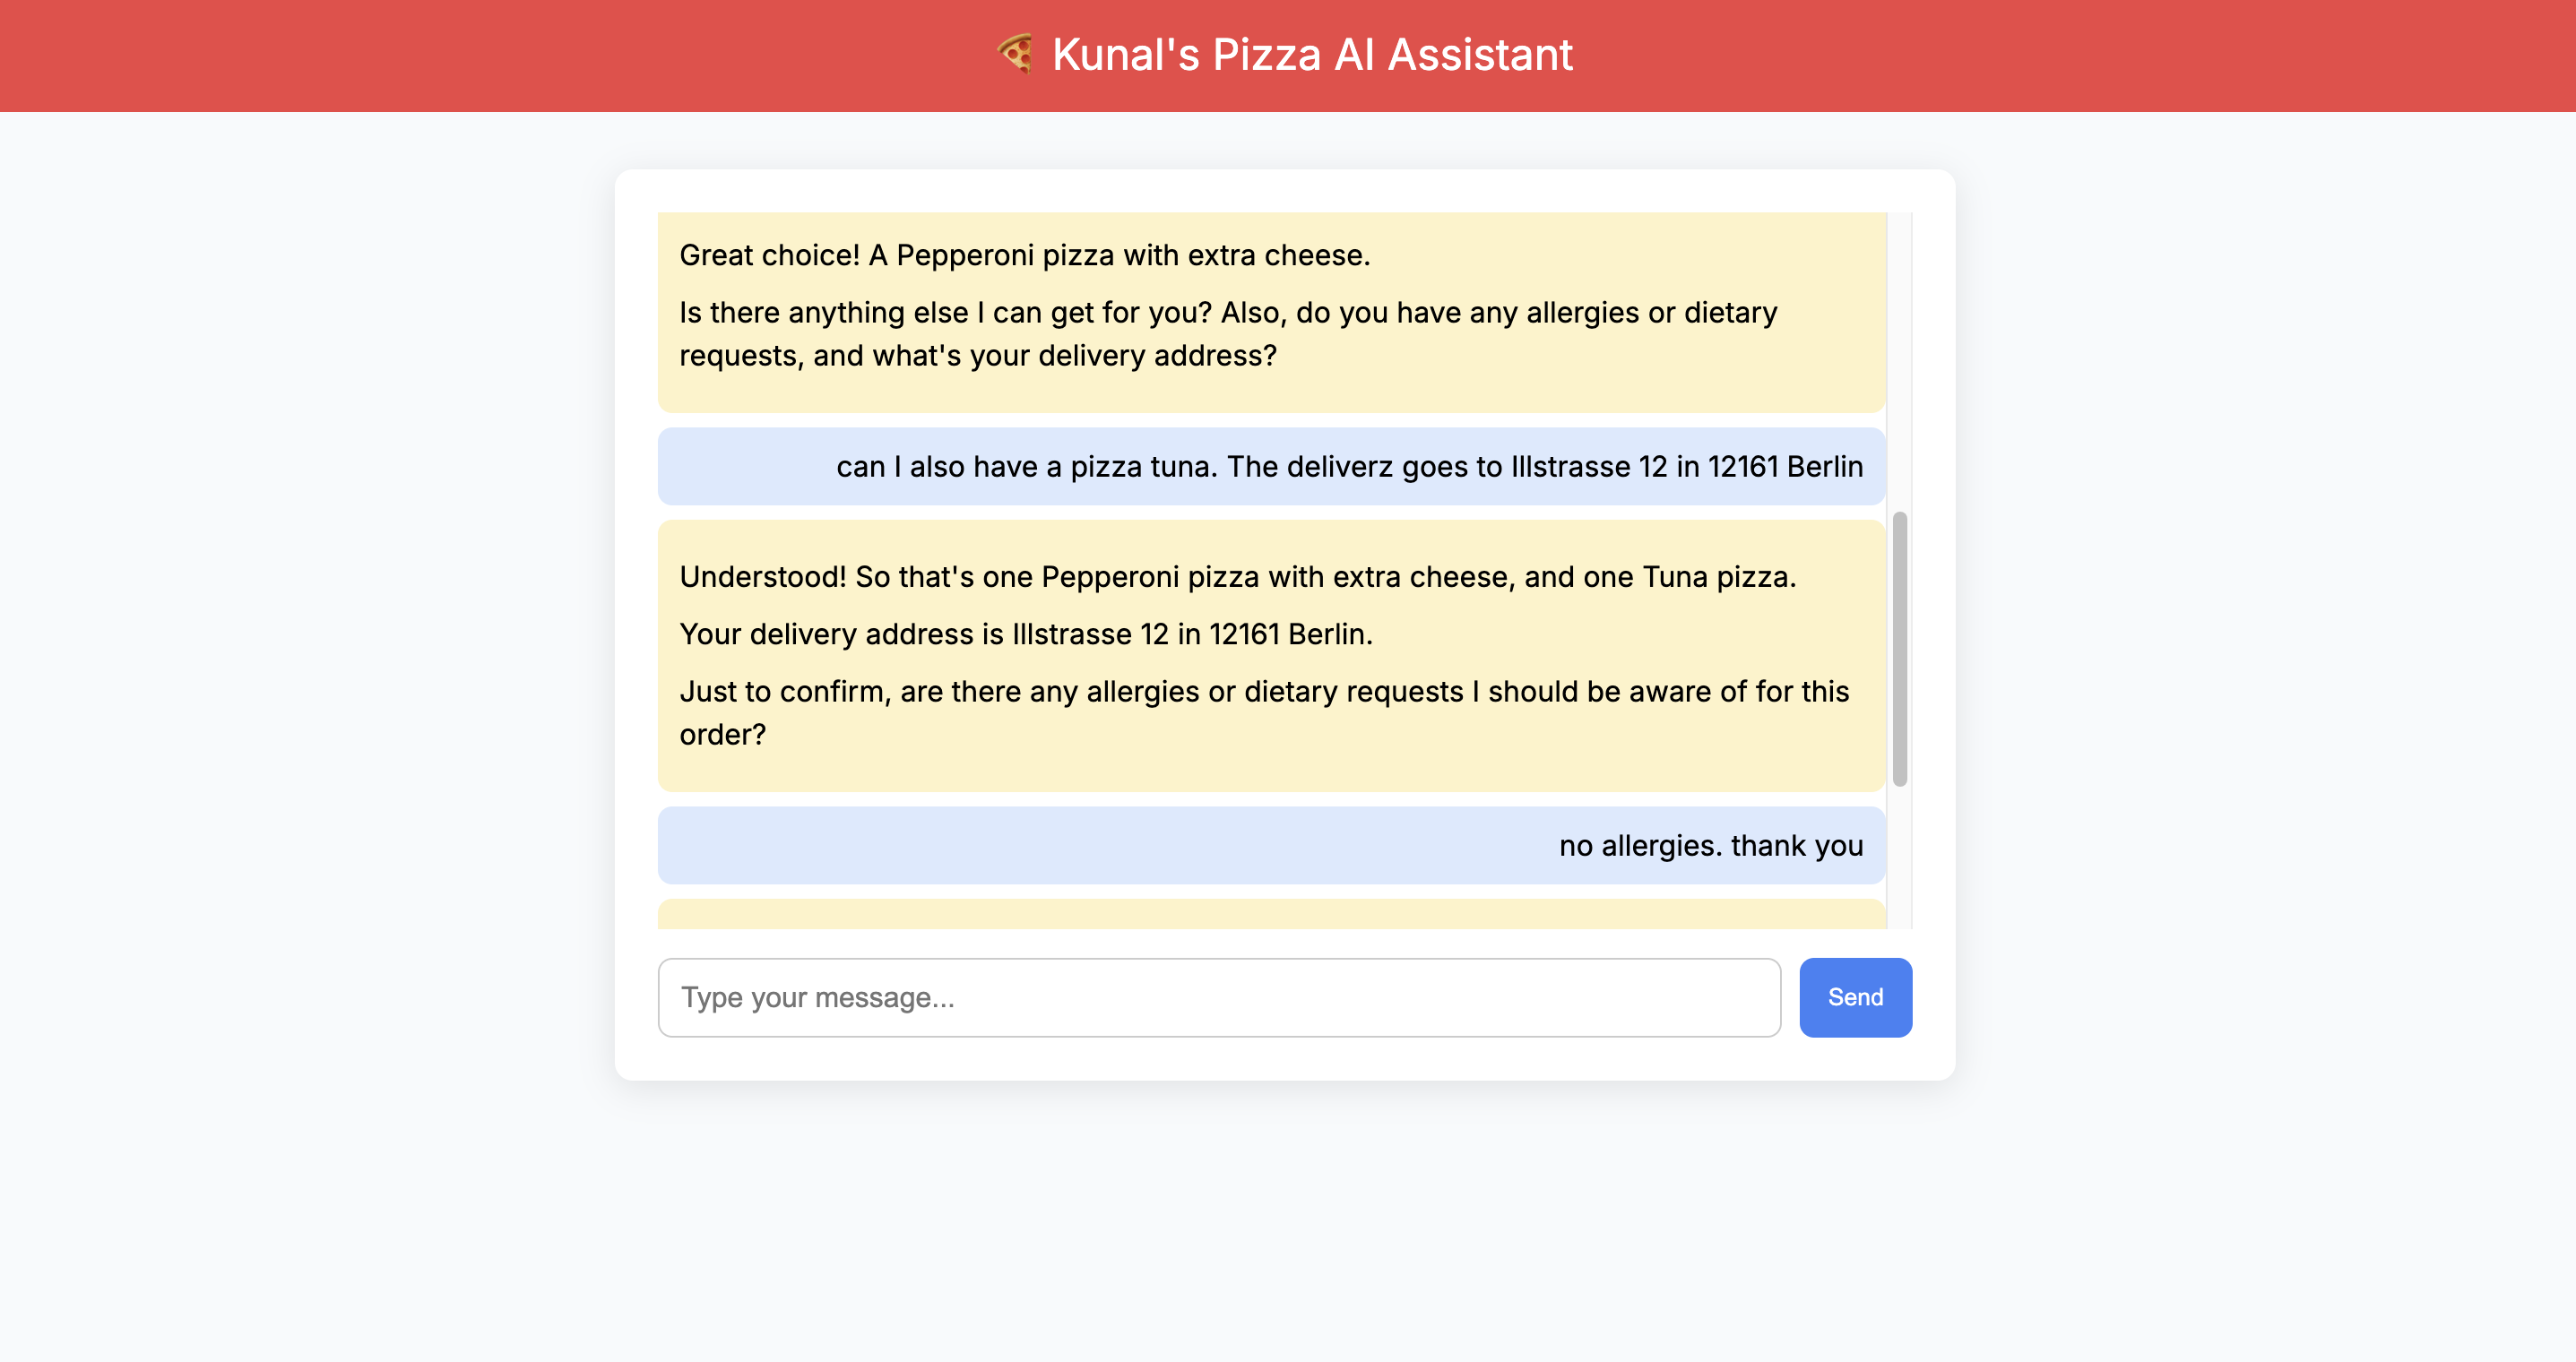 🍕 Kunal's Pizza AI Assistant
Great choice! A Pepperoni pizza with extra cheese.
Is there anything else I can get for you? Also, do you have any allergies or dietary
requests, and what's your delivery address?
can I also have a pizza tuna. The deliverz goes to Illstrasse 12 in 12161 Berlin
Understood! So that's one Pepperoni pizza with extra cheese, and one Tuna pizza.
Your delivery address is Illstrasse 12 in 12161 Berlin.
Just to confirm, are there any allergies or dietary requests I should be aware of for this
order?
no allergies. thank you
Type your message...
Send